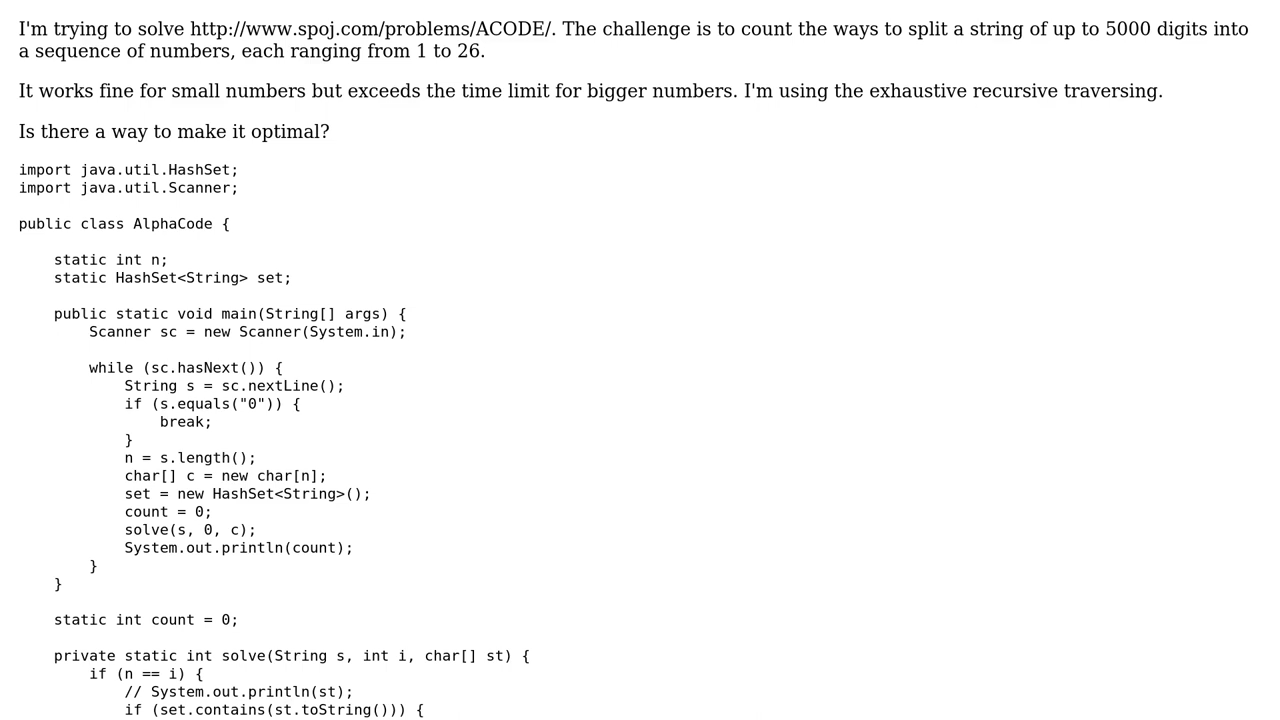 I'm trying to solve http://www.spoj.com/problems/ACODE/. The challenge is to count the ways to split a string of up to 5000 digits into
a sequence of numbers, each ranging from 1 to 26.
It works fine for small numbers but exceeds the time limit for bigger numbers. I'm using the exhaustive recursive traversing.
Is there a way to make it optimal?
import java.util.HashSet;
import java.util.Scanner;
public class AlphaCode {
    static int n;
    static HashSet<String> set;
    public static void main(String[] args) {
        Scanner sc = new Scanner(System.in);
        while (sc.hasNext()) {
            String s = sc.nextLine();
            if (s.equals("0")) {
                break;
            }
            n = s.length();
            char[] c = new char[n];
            set = new HashSet<String>();
            count = 0;
            solve(s, 0, c);
            System.out.println(count);
        }
    }
    static int count = 0;
    private static int solve(String s, int i, char[] st) {
        if (n == i) {
            // System.out.println(st);
            if (set.contains(st.toString())) {